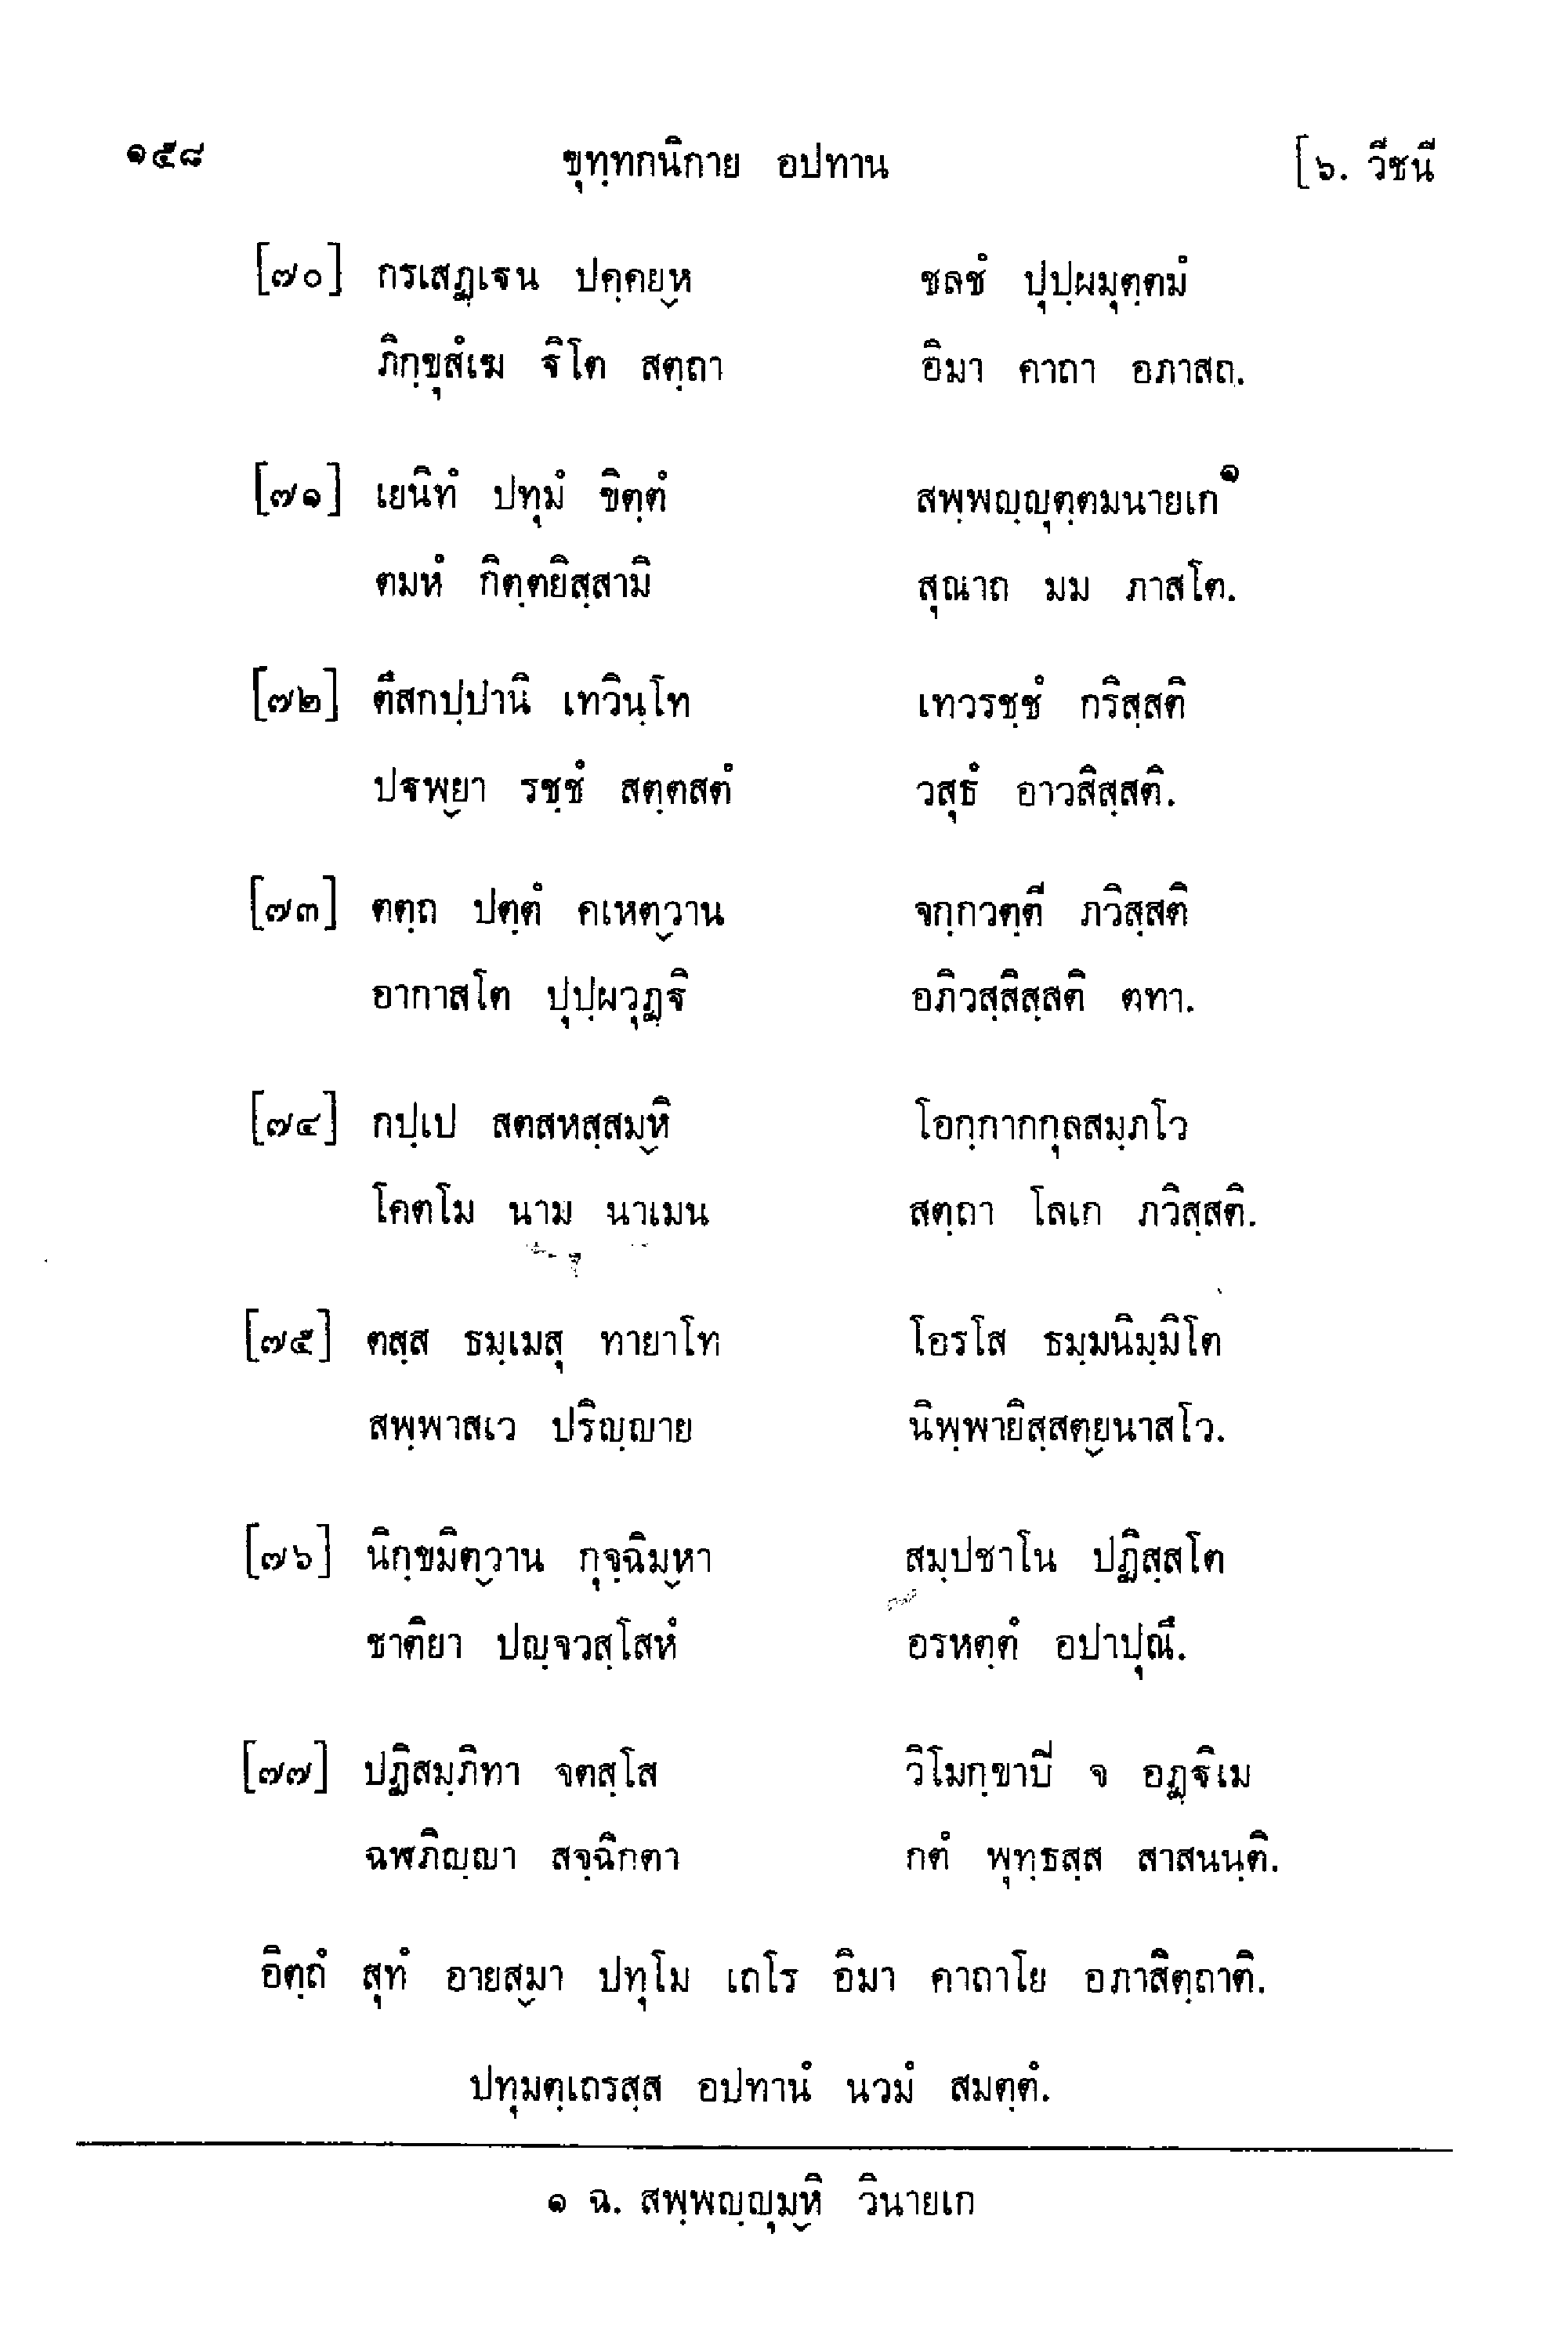 ๑๕๘ ขุทฺทกนิกาย อปทาน [๖. วีชนี
[๗๐] กรเสฏฺเฐน ปคฺคยฺห ชลชํ ปุปฺผมุตฺตมํ
ภิกฺขุสํเฆ ฐิโต สตฺถา อิมา คาถา อภาสถ.
[๗๑] เยนิทํ ปทุมํ ขิตฺตํ สพฺพญฺญุตฺตมนายเก๑
ตมหํ กิตฺตยิสฺสามิ สุณาถ มม ภาสโต.
[๗๒] ตึสกปฺปานิ เทวินฺโท เทวรชฺชํ กริสฺสติ
ปฐพฺยา รชฺชํ สตฺตสตํ วสุธํ อาวสิสฺสติ.
[๗๓] ตตฺถ ปตฺตํ คเหตฺวาน จกฺกวตฺตี ภวิสฺสติ
อากาสโต ปุปฺผวุฏฺฐิ อภิวสฺสิสฺสติ ตทา.
[๗๔] กปฺเป สตสหสฺสมฺหิ โอกฺกากกุลสมฺภโว
โคตโม นาม นาเมน สตฺถา โลเก ภวิสฺสติ.
[๗๕] ตสฺส ธมฺเมสุ ทายาโท โอรโส ธมฺมนิมฺมิโต
สพฺพาสเว ปริญฺญาย นิพฺพายิสฺสตฺยนาสโว.
[๗๖] นิกฺขมิตฺวาน กุจฺฉิมฺหา สมฺปชาโน ปฏิสฺสโต
ชาติยา ปญฺจวสฺโสหํ อรหตฺตํ อปาปุณึ.
[๗๗] ปฏิสมฺภิทา จตสฺโส วิโมกฺขาปิ จ อฏฺฐิเม
ฉฬภิญฺญา สจฺฉิกตา กตํ พุทฺธสฺส สาสนนฺติ.
อิตฺถํ สุทํ อายสฺมา ปทุโม เถโร อิมา คาถาโย อภาสิตฺถาติ.
ปทุมตฺเถรสฺส อปทานํ นวมํ สมตฺตํ.
๑ ฉ. สพฺพญฺญุมฺหิ วินายเก